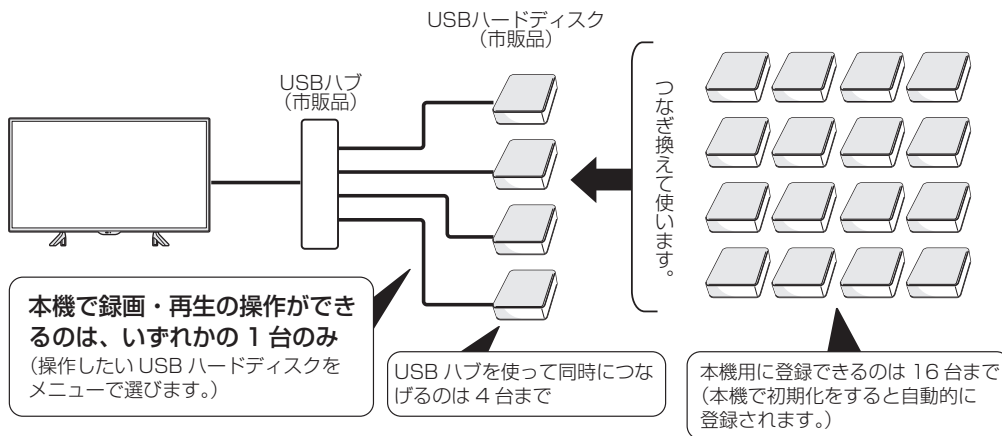 USBハードディスク
（市販品）
USBハブ
（市販品）
つなぎ換えて使います。
本機で録画・再生の操作ができ
るのは、いずれかの 1 台のみ
（操作したい USB ハードディスクを
メニューで選びます。）
USB ハブを使って同時につな
げるのは 4 台まで
本機用に登録できるのは 16 台まで
（本機で初期化をすると自動的に
登録されます。）